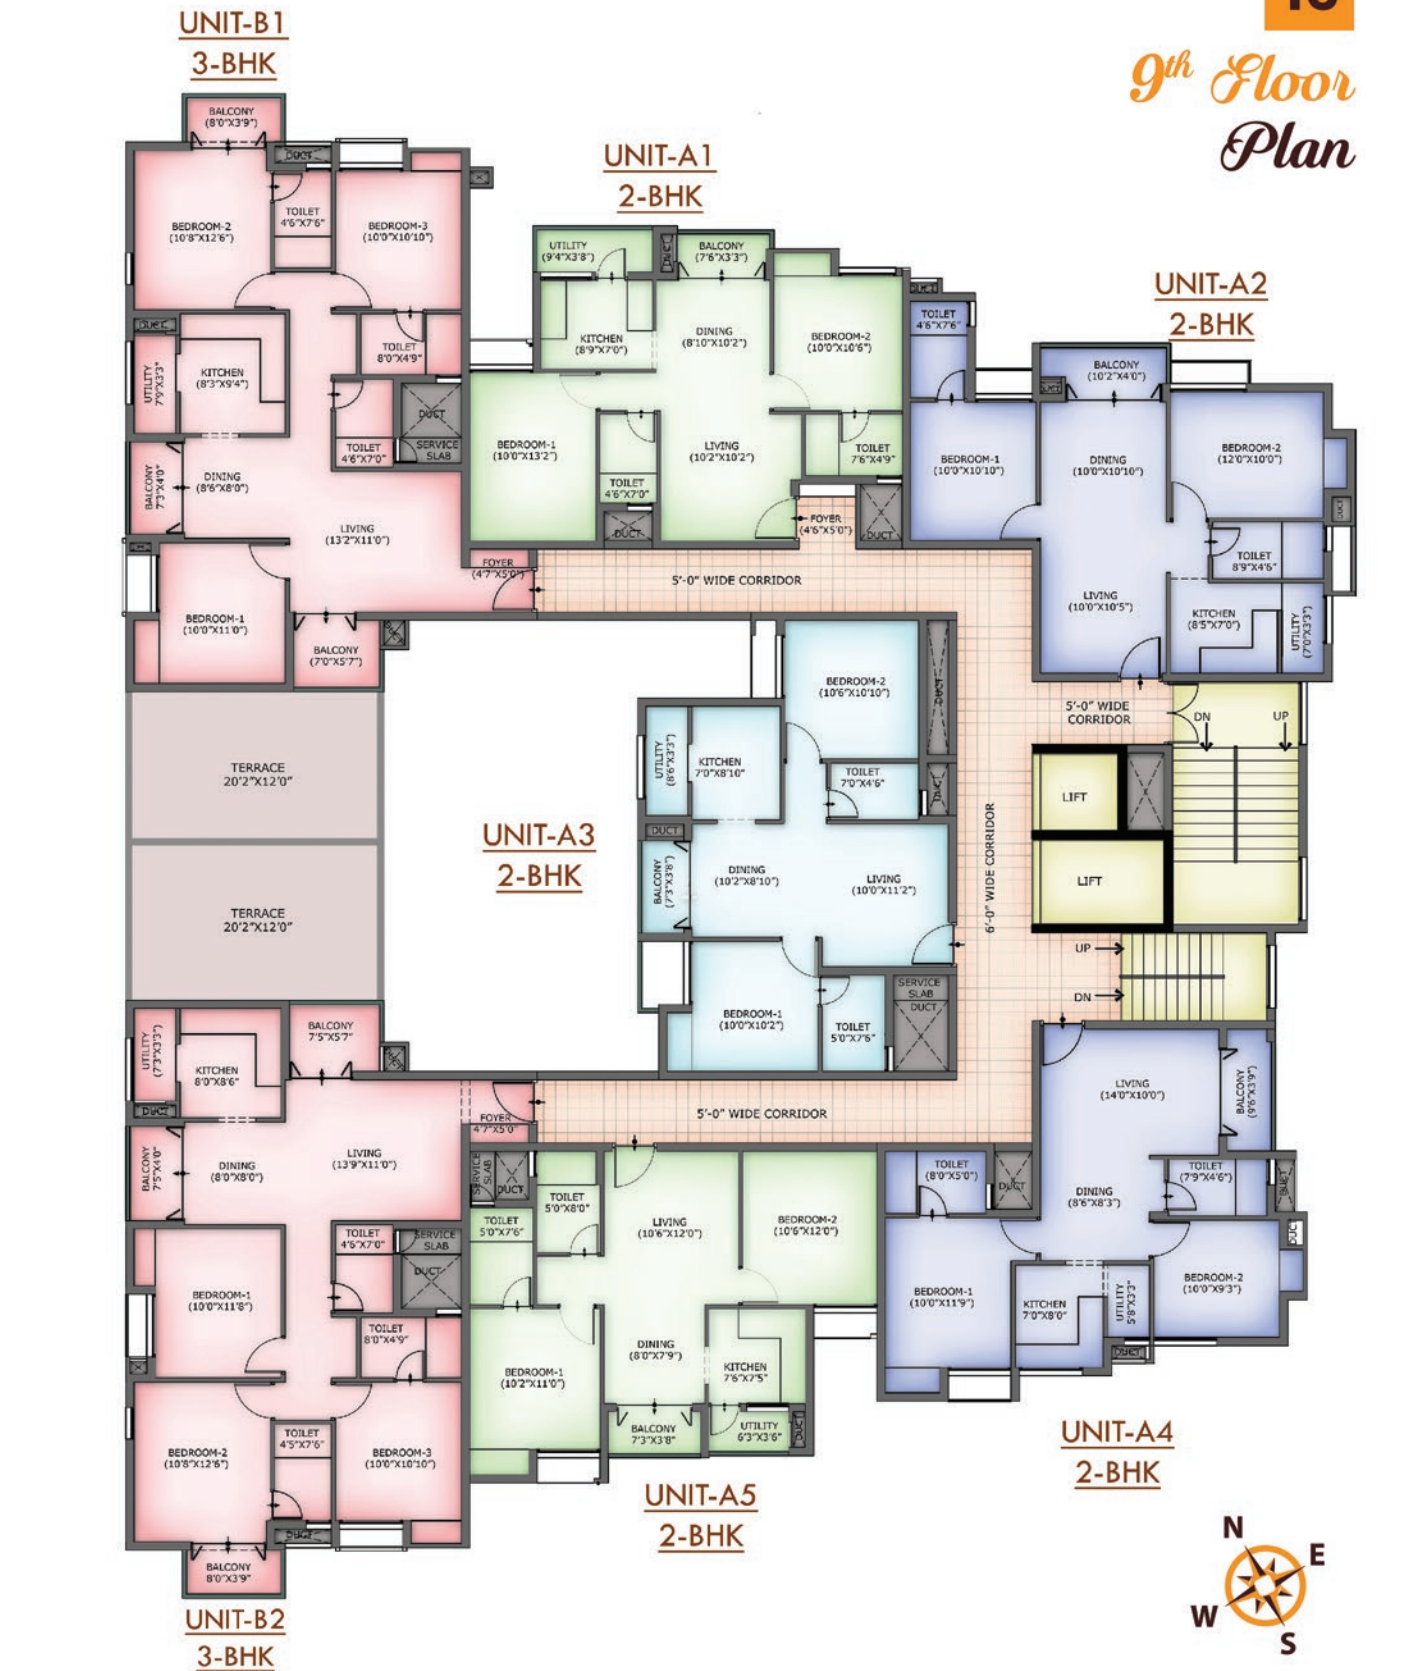 9th Floor
Plan
UNIT-B1
3-BHK
BALCONY
(8'0"X3'9")
DUCT
BEDROOM-2
(10'8"X12'6")
TOILET
4'6"X7'6"
BEDROOM-3
(10'0"X10'10")
DUCT
UTILITY
7'9"X3'3"
KITCHEN
(8'3"X9'4")
TOILET
8'0"X4'9"
DUCT
SERVICE
SLAB
TOILET
4'6"X7'0"
BALCONY
7'3"X4'0"
DINING
(8'6"X8'0")
LIVING
(13'2"X11'0")
FOYER
(4'7"X5'0")
BEDROOM-1
(10'0"X11'0")
BALCONY
(7'0"X5'7")
UNIT-A1
2-BHK
UTILITY
(9'4"X3'8")
DUCT
BALCONY
(7'6"X3'3")
KITCHEN
(8'9"X7'0")
DINING
(8'10"X10'2")
BEDROOM-2
(10'0"X10'6")
BEDROOM-1
(10'0"X13'2")
LIVING
(10'2"X10'2")
TOILET
7'6"X4'9"
TOILET
4'6"X7'0"
DUCT
FOYER
(4'6"X5'0")
DUCT
UNIT-A2
2-BHK
DUCT
TOILET
4'6"X7'6"
BALCONY
(10'2"X4'0")
DUCT
BEDROOM-1
(10'0"X10'10")
DINING
(10'0"X10'10")
BEDROOM-2
(12'0"X10'0")
DUCT
TOILET
8'9"X4'6"
LIVING
(10'0"X10'5")
KITCHEN
(8'5"X7'0")
UTILITY
(7'0"X3'3")
5'-0" WIDE CORRIDOR
5'-0" WIDE
CORRIDOR
DN
UP
LIFT
LIFT
6'-0" WIDE CORRIDOR
UP
DN
TERRACE
20'2"X12'0"
TERRACE
20'2"X12'0"
UNIT-A3
2-BHK
BEDROOM-2
(10'6"X10'10")
DUCT
UTILITY
(8'6"X3'3")
KITCHEN
7'0"X8'10"
TOILET
7'0"X4'6"
DUCT
DUCT
BALCONY
(7'3"X3'8")
DINING
(10'2"X8'10")
LIVING
(10'0"X11'2")
BEDROOM-1
(10'0"X10'2")
TOILET
5'0"X7'6"
SERVICE
SLAB
DUCT
5'-0" WIDE CORRIDOR
UTILITY
(7'3"X3'3")
KITCHEN
8'0"X8'6"
BALCONY
7'5"X5'7"
DUCT
FOYER
4'7"X5'0"
BALCONY
7'5"X4'0"
DINING
(8'0"X8'0")
LIVING
(13'9"X11'0")
TOILET
4'6"X7'0"
SERVICE
SLAB
DUCT
BEDROOM-1
(10'0"X11'8")
TOILET
8'0"X4'9"
BEDROOM-2
(10'8"X12'6")
TOILET
4'5"X7'6"
BEDROOM-3
(10'0"X10'10")
DUCT
BALCONY
8'0"X3'9"
UNIT-B2
3-BHK
SERVICE
SLAB
DUCT
TOILET
5'0"X8'0"
TOILET
5'0"X7'6"
LIVING
(10'6"X12'0")
BEDROOM-2
(10'6"X12'0")
BEDROOM-1
(10'2"X11'0")
DINING
(8'0"X7'9")
KITCHEN
7'6"X7'5"
BALCONY
7'3"X3'8"
UTILITY
6'3"X3'6"
DUCT
UNIT-A5
2-BHK
LIVING
(14'0"X10'0")
BALCONY
(9'6"X3'9")
TOILET
(8'0"X5'0")
DUCT
DINING
(8'6"X8'3")
TOILET
(7'9"X4'6")
DUCT
DUCT
BEDROOM-1
(10'0"X11'9")
KITCHEN
7'0"X8'0"
UTILITY
5'8"X3'3"
BEDROOM-2
(10'0"X9'3")
DUCT
UNIT-A4
2-BHK
N
E
W
S